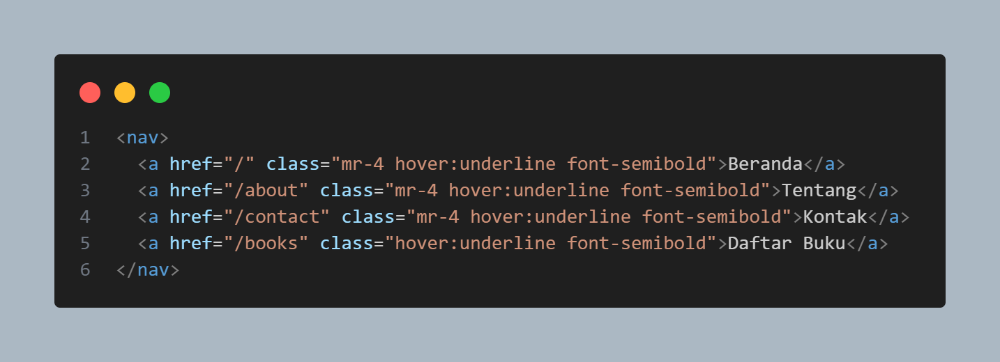 1 <nav>
2 <a href="/" class="mr-4 hover:underline font-semibold">Beranda</a>
3 <a href="/about" class="mr-4 hover:underline font-semibold">Tentang</a>
4 <a href="/contact" class="mr-4 hover:underline font-semibold">Kontak</a>
5 <a href="/books" class="hover:underline font-semibold">Daftar Buku</a>
6 </nav>